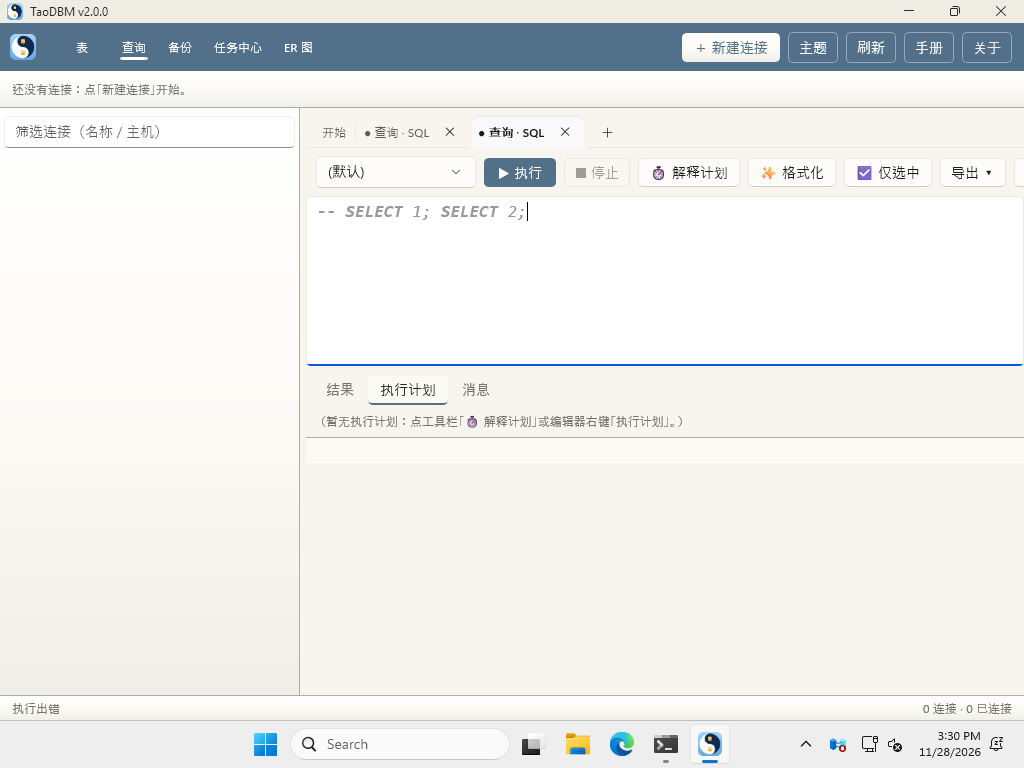 TaoDBM v2.0.0
表 查询 备份 任务中心 ER 图 + 新建连接 主题 刷新 手册 关于
还没有连接：点「新建连接」开始。
筛选连接（名称 / 主机）
开始 ● 查询 · SQL ● 查询 · SQL
(默认) 执行 停止 解释计划 格式化 仅选中 导出
-- SELECT 1; SELECT 2;
结果 执行计划 消息
（暂无执行计划：点工具栏「 解释计划」或编辑器右键「执行计划」。）
执行出错 0 连接 · 0 已连接
Search
3:30 PM
11/28/2026